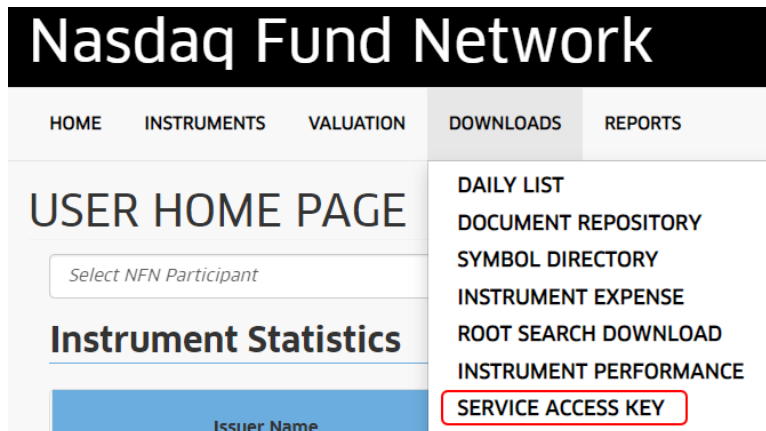 Nasdaq Fund Network
HOME INSTRUMENTS VALUATION DOWNLOADS REPORTS
USER HOME PAGE
Select NFN Participant
Instrument Statistics
Issuer Name
DAILY LIST
DOCUMENT REPOSITORY
SYMBOL DIRECTORY
INSTRUMENT EXPENSE
ROOT SEARCH DOWNLOAD
INSTRUMENT PERFORMANCE
SERVICE ACCESS KEY